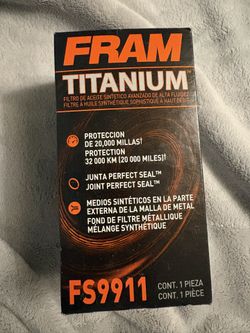 FRAM
TITANIUM
FILTRO DE ACEITE SINTÉTICO AVANZADO DE ALTA FLUIDEZ
FILTRE À HUILE SYNTHÉTIQUE SOPHISTIQUÉ À HAUT DÉBIT
PROTECCION
DE 20,000 MILLAS†
PROTECTION
32 000 KM (20 000 MILES)†
JUNTA PERFECT SEAL™
JOINT PERFECT SEAL™
MEDIOS SINTÉTICOS EN LA PARTE
EXTERNA DE LA MALLA DE METAL
FOND DE FILTRE MÉTALLIQUE
MÉLANGE SYNTHÉTIQUE
FS9911
CONT. 1 PIEZA
CONT. 1 PIÈCE